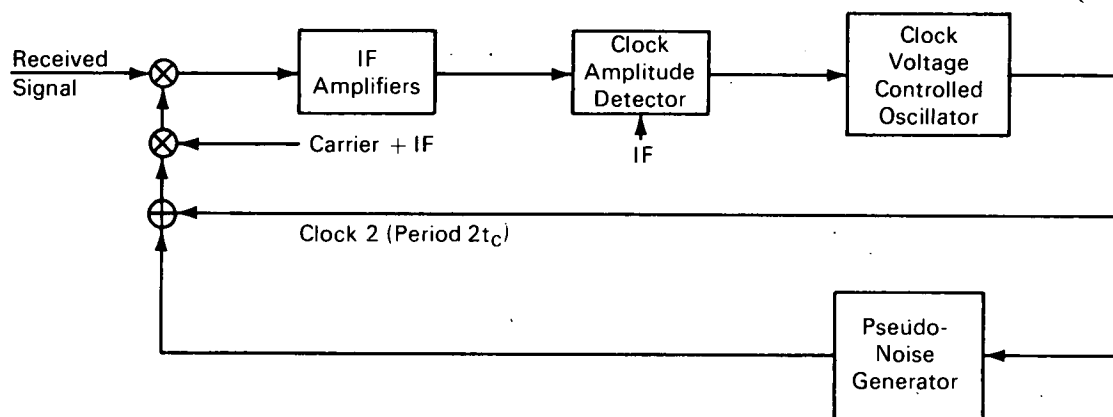 Received
Signal
IF
Amplifiers
Clock
Amplitude
Detector
Clock
Voltage
Controlled
Oscillator
Carrier + IF
IF
Clock 2 (Period 2tC)
Pseudo-
Noise
Generator